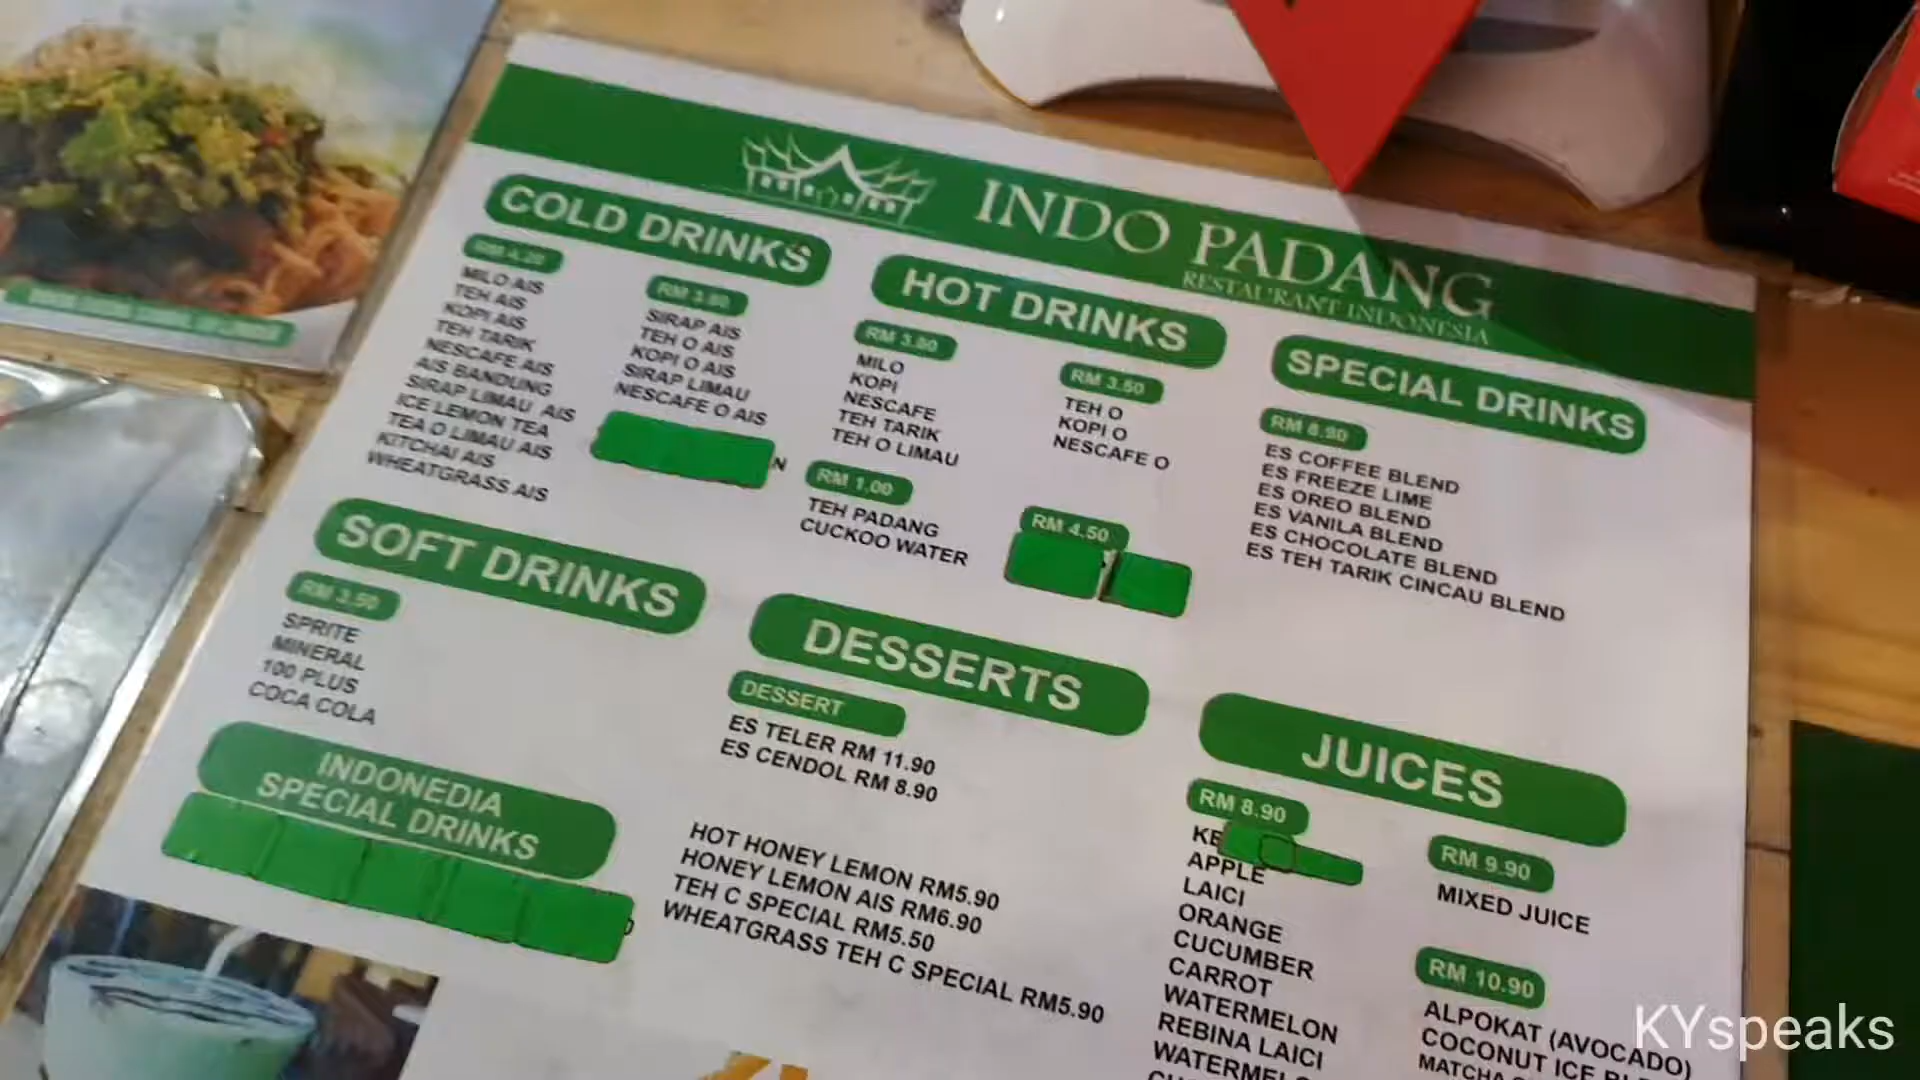 INDO PADANG
RESTAURANT INDONESIA
COLD DRINKS
RM 4.20
MILO AIS
TEH AIS
KOPI AIS
TEH TARIK
NESCAFE AIS
AIS BANDUNG
SIRAP LIMAU AIS
ICE LEMON TEA
TEA O LIMAU AIS
KITCHAI AIS
WHEATGRASS AIS
SIRAP AIS
TEH O AIS
KOPI O AIS
SIRAP LIMAU
NESCAFE O AIS
N
HOT DRINKS
MILO
KOPI
NESCAFE
TEH TARIK
TEH O LIMAU
RM 1.00
TEH PADANG
CUCKOO WATER
RM 3.50
TEH O
KOPI O
NESCAFE O
RM 4.50
SPECIAL DRINKS
RM 8.90
ES COFFEE BLEND
ES FREEZE LIME
ES OREO BLEND
ES VANILA BLEND
ES CHOCOLATE BLEND
ES TEH TARIK CINCAU BLEND
SOFT DRINKS
RM 3.50
SPRITE
MINERAL
100 PLUS
COCA COLA
INDONEDIA
SPECIAL DRINKS
DESSERTS
DESSERT
ES TELER RM 11.90
ES CENDOL RM 8.90
HOT HONEY LEMON RM5.90
HONEY LEMON AIS RM6.90
TEH C SPECIAL RM5.50
WHEATGRASS TEH C SPECIAL RM5.90
JUICES
RM 8.90
APPLE
LAICI
ORANGE
CUCUMBER
CARROT
WATERMELON
REBINA LAICI
RM 9.90
MIXED JUICE
RM 10.90
ALPOKAT (AVOCADO)
COCONUT ICE
MATCHA
KYspeaks